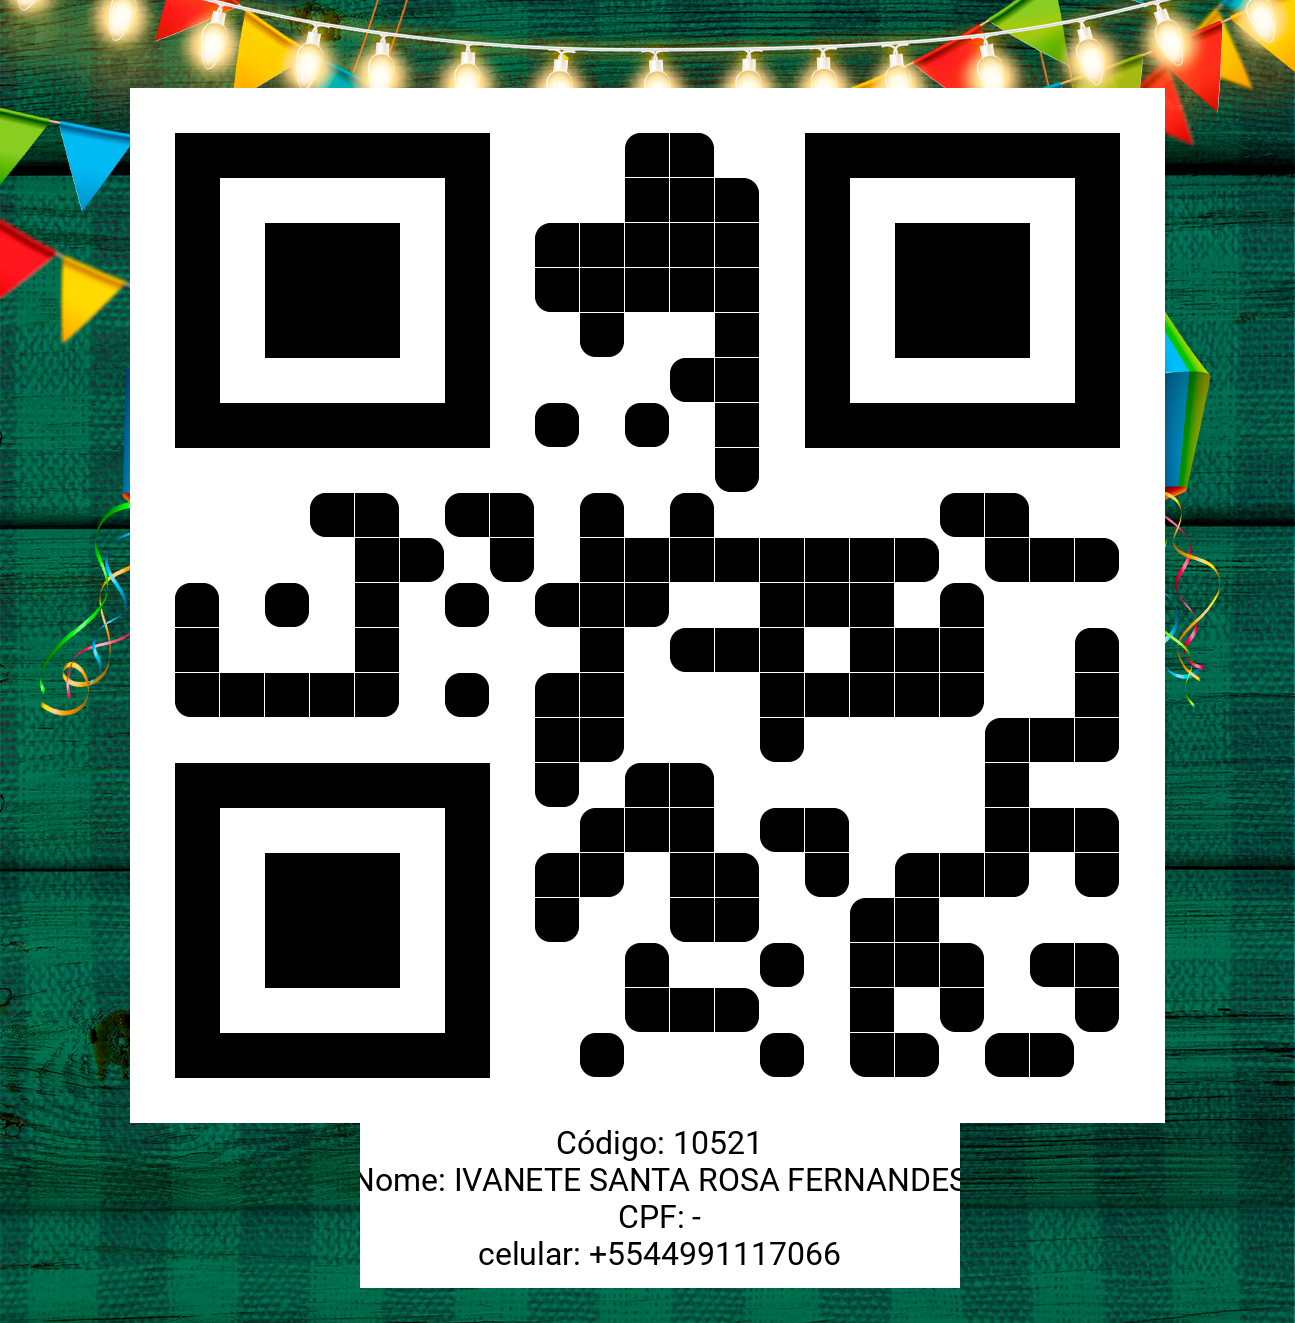 Código: 10521
Nome: IVANETE SANTA ROSA FERNANDES
CPF: -
celular: +5544991117066